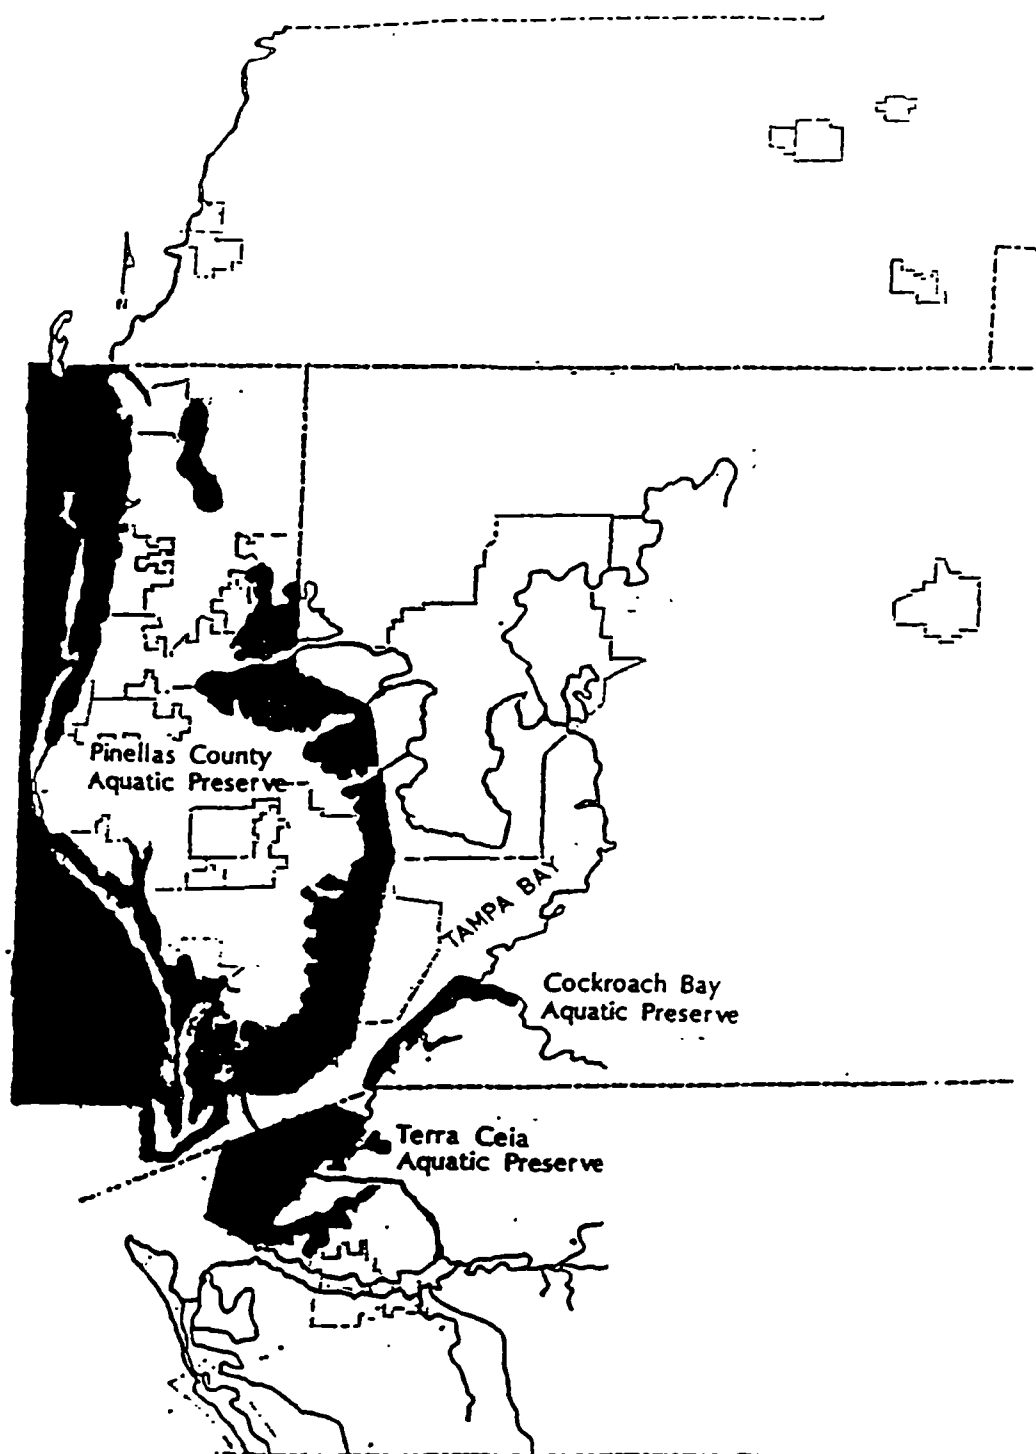 Pinellas County
Aquatic Preserve
TAMPA BAY
Cockroach Bay
Aquatic Preserve
Terra Ceia
Aquatic Preserve